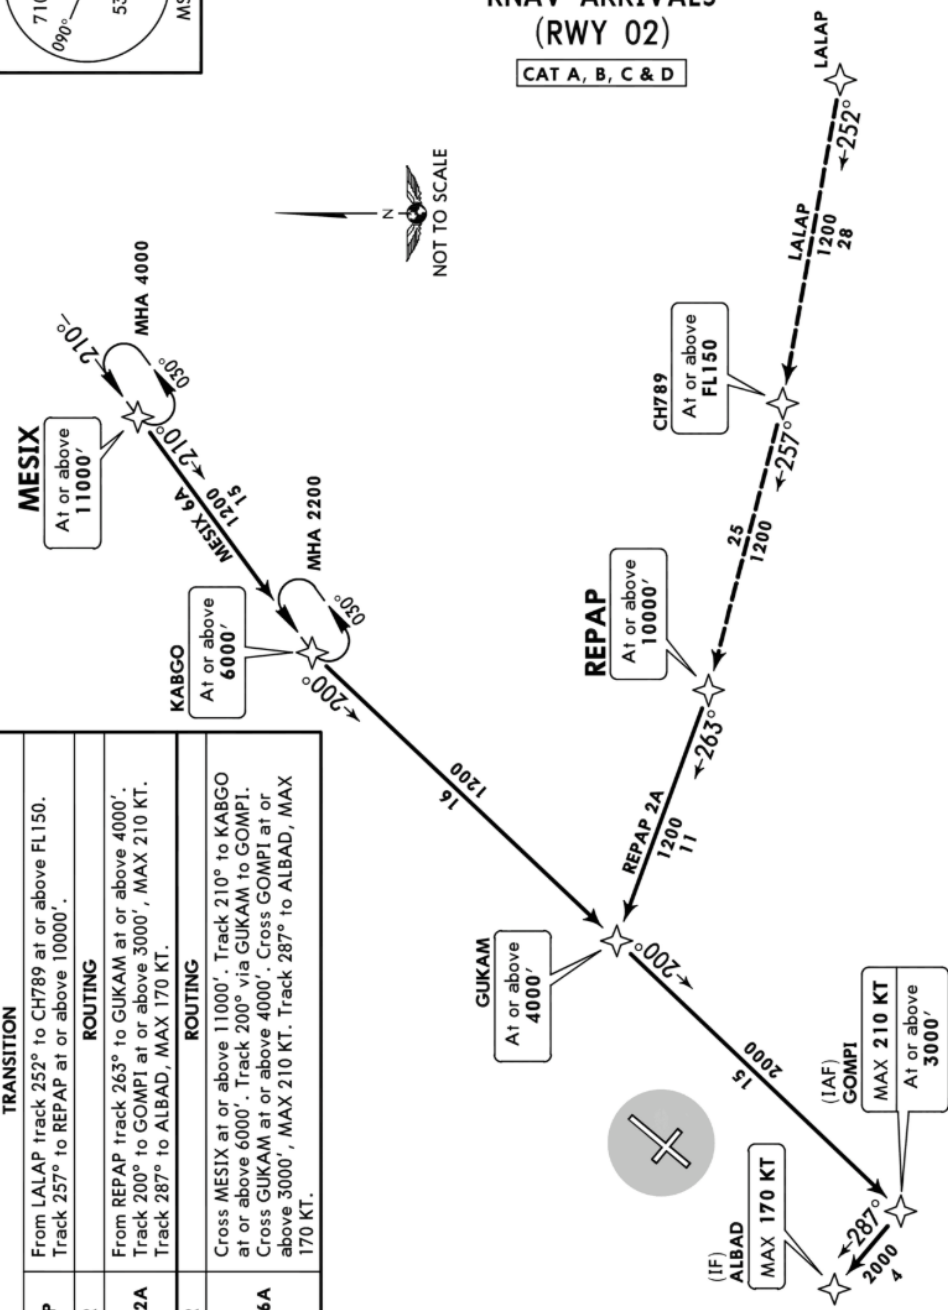 710
53
090°
MS
RNAV ARRIVALS
(RWY 02)
CAT A, B, C & D
LALAP
252°
LALAP
1200
28
N
NOT TO SCALE
210°
MHA 4000
030°
MESIX
At or above
11000'
210°
MESIX 6A
1200
15
CH789
At or above
FL150
257°
25
1200
MHA 2200
030°
KABGO
At or above
6000'
200°
REPAP
At or above
10000'
263°
REPAP 2A
1200
11
1200
16
GUKAM
At or above
4000'
200°
2000
15
(IAF)
GOMPI
MAX 210 KT
At or above
3000'
287°
2000
4
(IF)
ALBAD
MAX 170 KT
TRANSITION
P
From LALAP track 252° to CH789 at or above FL150.
Track 257° to REPAP at or above 10000'.
ROUTING
2A
From REPAP track 263° to GUKAM at or above 4000'.
Track 200° to GOMPI at or above 3000', MAX 210 KT.
Track 287° to ALBAD, MAX 170 KT.
ROUTING
6A
Cross MESIX at or above 11000'. Track 210° to KABGO
at or above 6000'. Track 200° via GUKAM to GOMPI.
Cross GUKAM at or above 4000'. Cross GOMPI at or
above 3000', MAX 210 KT. Track 287° to ALBAD, MAX
170 KT.